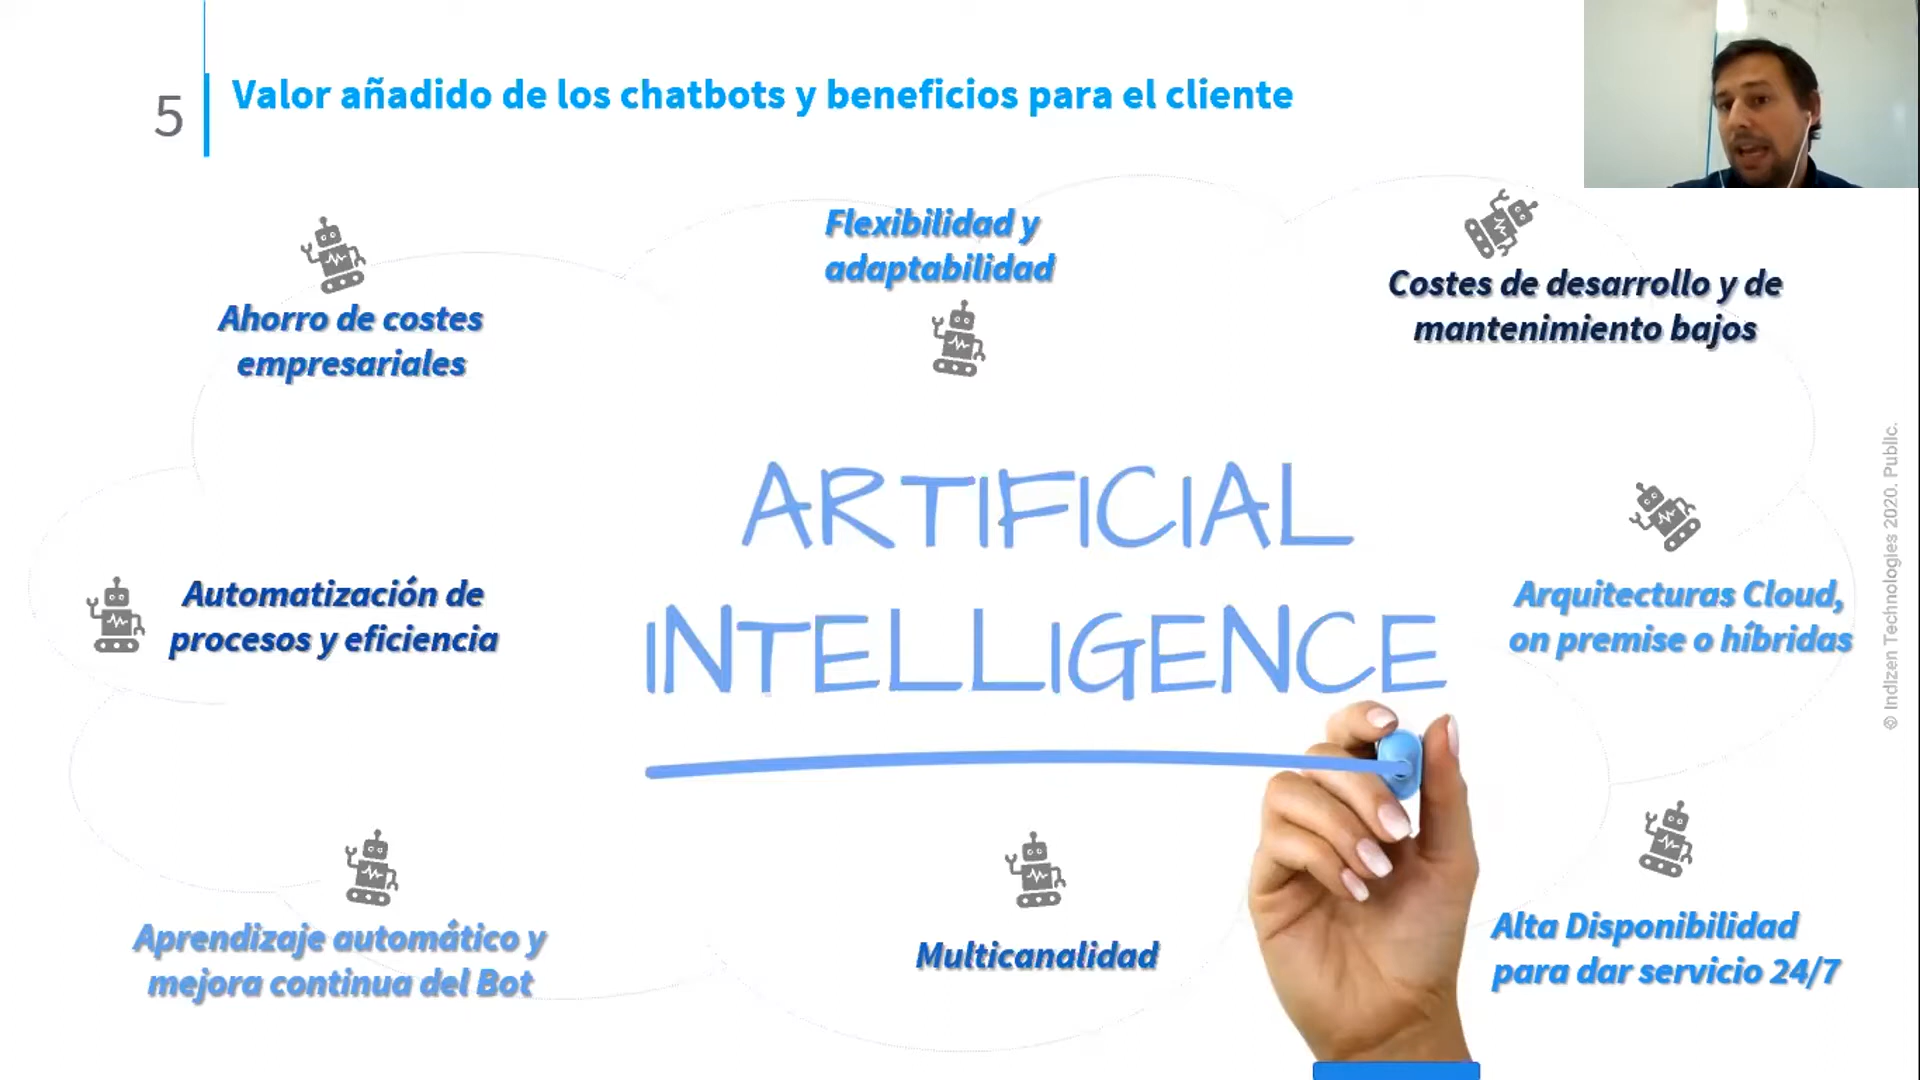 5
Valor añadido de los chatbots y beneficios para el cliente
Flexibilidad y
adaptabilidad
Costes de desarrollo y de
mantenimiento bajos
Ahorro de costes
empresariales
ARTIFICIAL
INTELLIGENCE
Automatización de
procesos y eficiencia
Arquitecturas Cloud,
on premise o híbridas
Aprendizaje automático y
mejora continua del Bot
Multicanalidad
Alta Disponibilidad
para dar servicio 24/7
© Indizen Technologies 2020. Public.